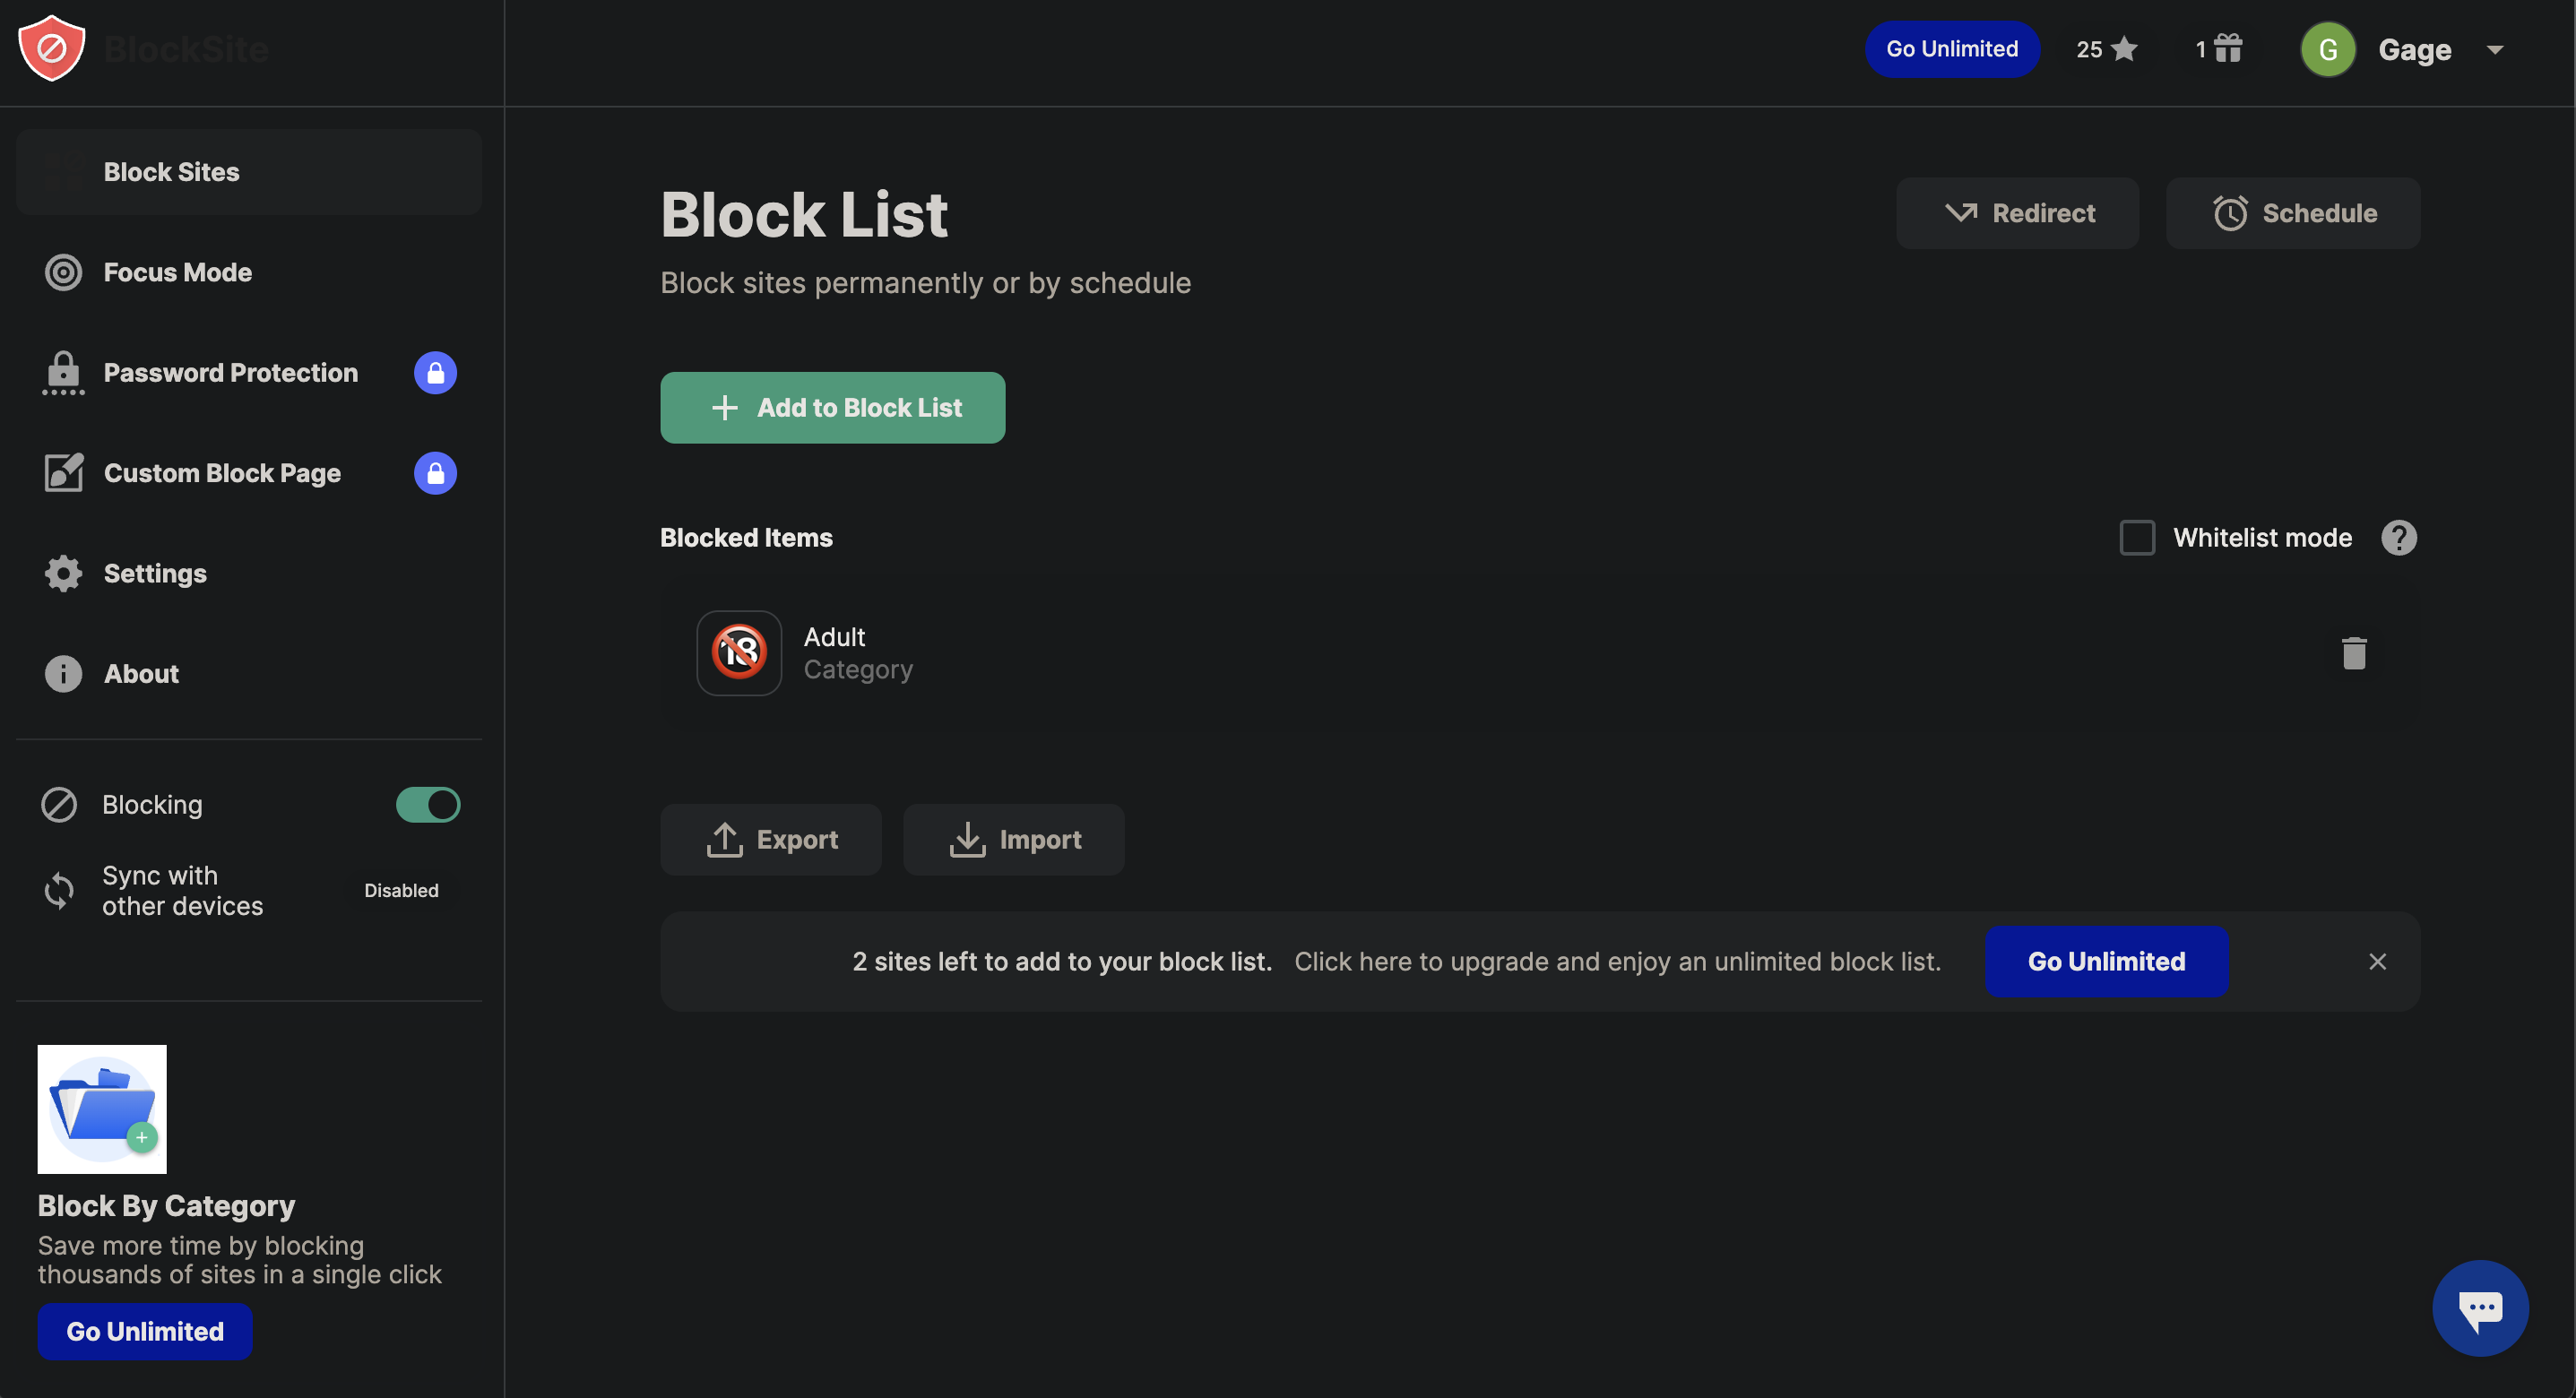 BlockSite
Go Unlimited
25
1
G
Gage
Block Sites
Focus Mode
Password Protection
Custom Block Page
Settings
About
Blocking
Sync with
other devices
Disabled
Block By Category
Save more time by blocking
thousands of sites in a single click
Go Unlimited
Block List
Block sites permanently or by schedule
Redirect
Schedule
+ Add to Block List
Blocked Items
Whitelist mode
?
18
Adult
Category
Export
Import
2 sites left to add to your block list. Click here to upgrade and enjoy an unlimited block list.
Go Unlimited